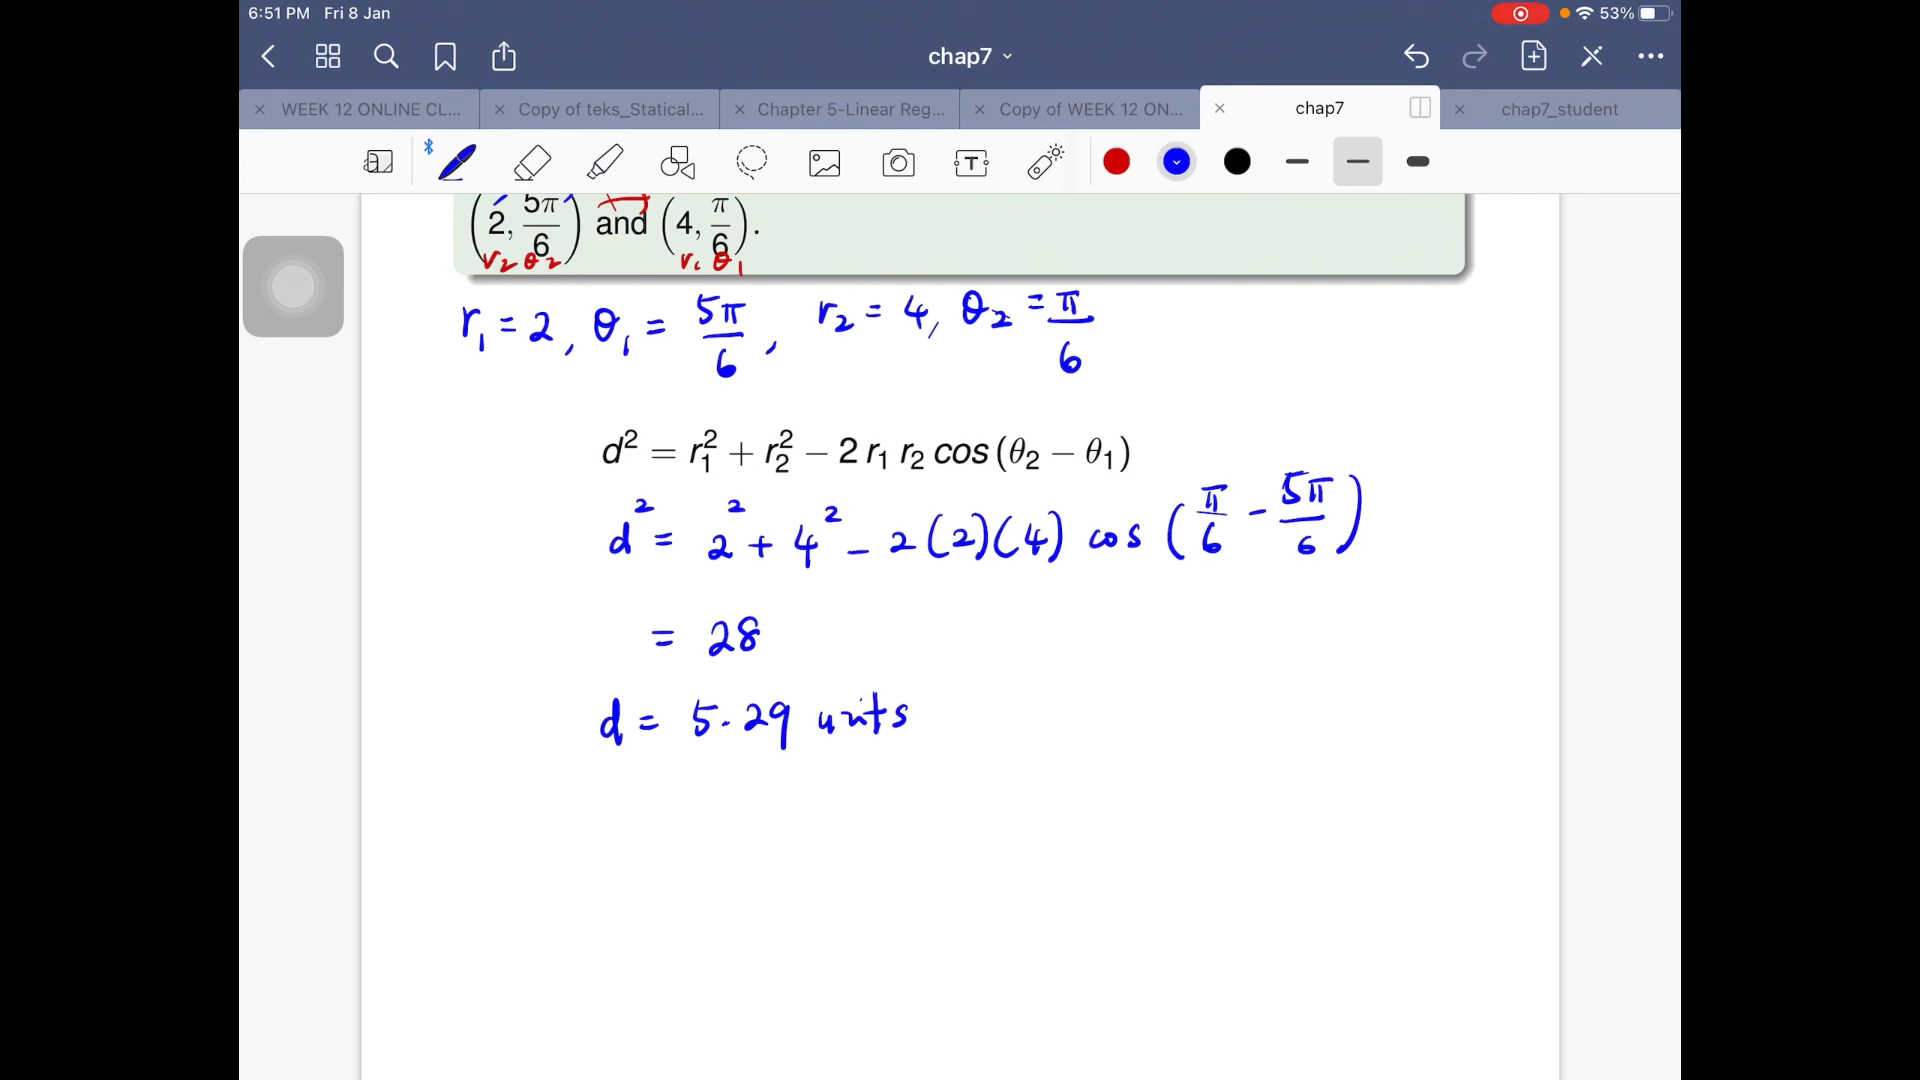 6:51 PM Fri 8 Jan 53%
chap7
WEEK 12 ONLINE CL... Copy of teks_Statical... Chapter 5-Linear Reg... Copy of WEEK 12 ON... chap7 chap7_student
(2, 5π/6) and (4, π/6).
r₂ θ₂ r₁ θ₁
r₁ = 2, θ₁ = 5π/6, r₂ = 4, θ₂ = π/6
d² = r₁² + r₂² − 2 r₁ r₂ cos (θ₂ − θ₁)
d² = 2² + 4² − 2(2)(4) cos (π/6 − 5π/6)
= 28
d = 5.29 units